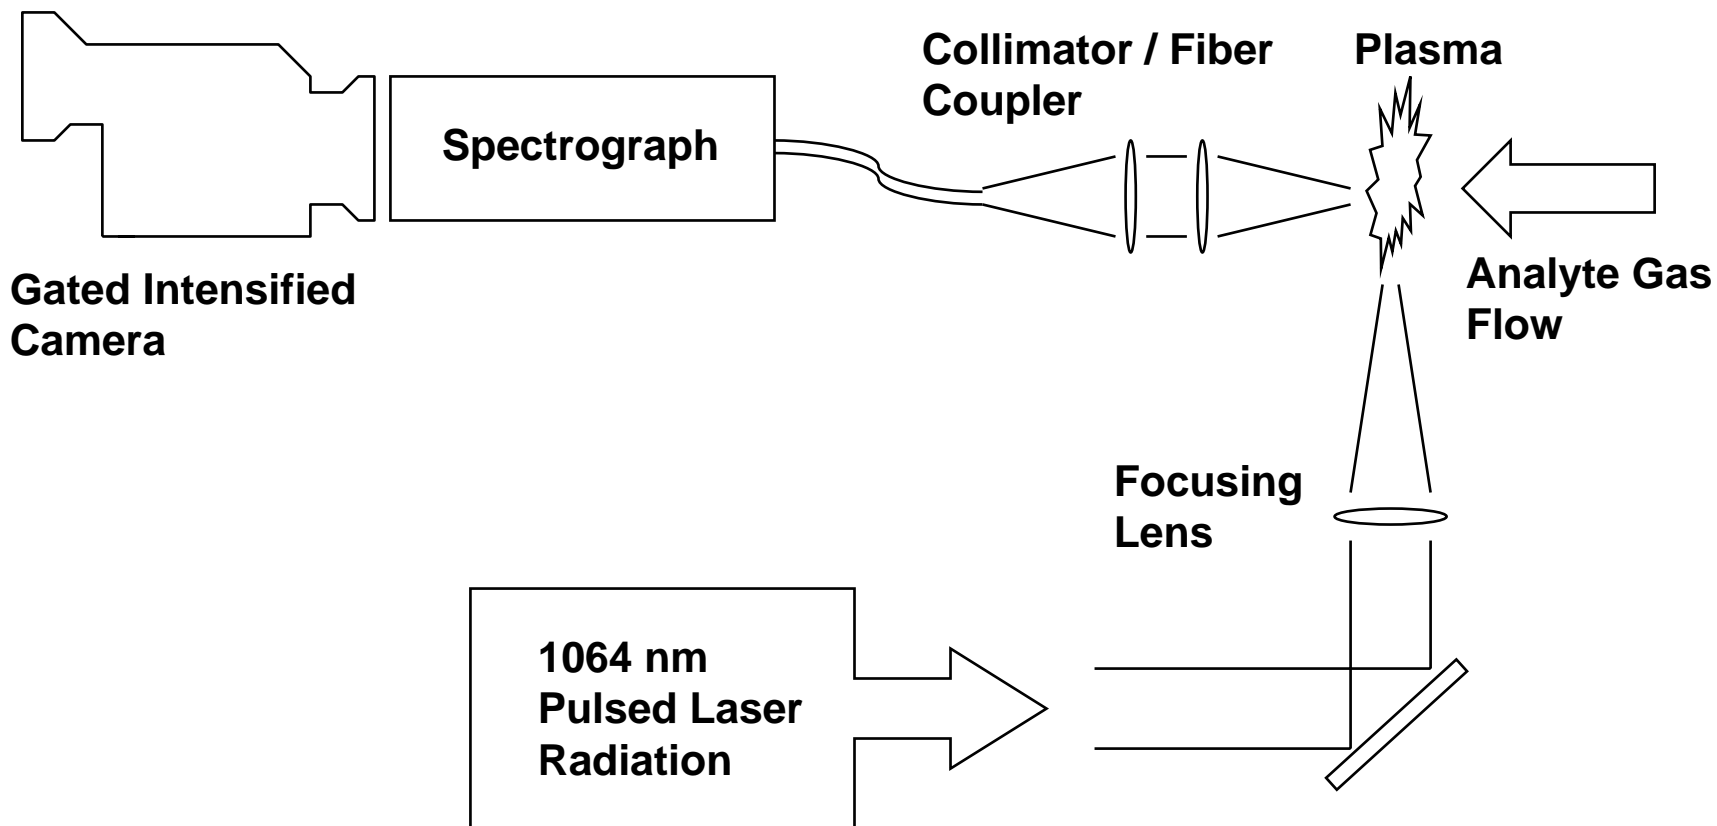 Collimator / Fiber
Coupler
Plasma
Spectrograph
Gated Intensified
Camera
Analyte Gas
Flow
Focusing
Lens
1064 nm
Pulsed Laser
Radiation